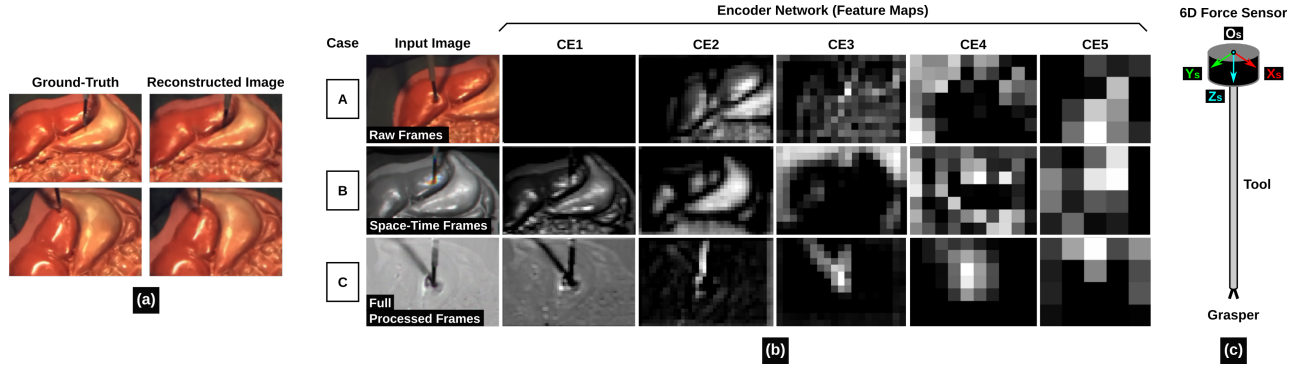 Ground-Truth
Reconstructed Image
(a)
Encoder Network (Feature Maps)
Case
Input Image
CE1
CE2
CE3
CE4
CE5
A
Raw Frames
B
Space-Time Frames
C
Full
Processed Frames
(b)
6D Force Sensor
Os
Ys
Xs
Zs
Tool
Grasper
(c)